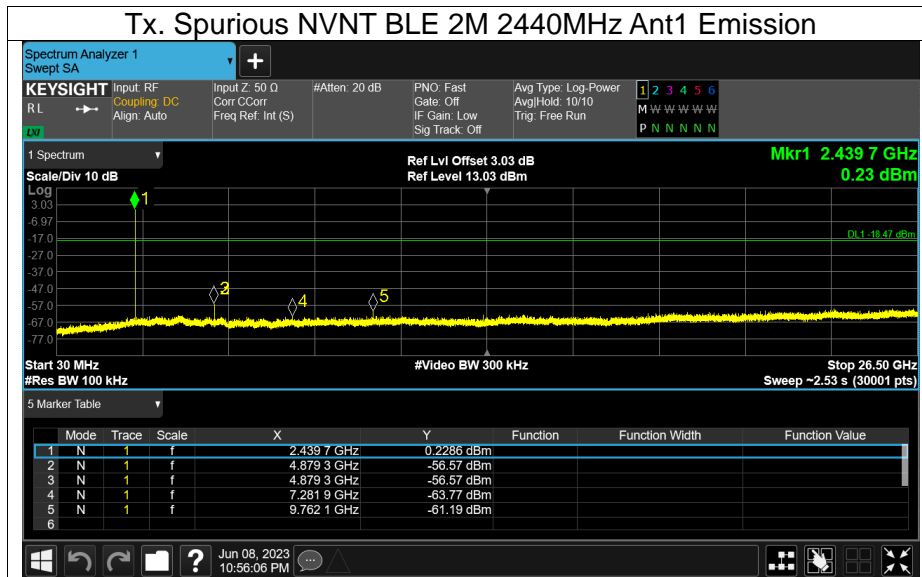 Tx. Spurious NVNT BLE 2M 2440MHz Ant1 Emission
Spectrum Analyzer 1
Swept SA
+
KEYSIGHT Input: RF Input Z: 50 Ω #Atten: 20 dB PNO: Fast Avg Type: Log-Power 1 2 3 4 5 6
RL Coupling: DC Corr CCorr Gate: Off Avg|Hold: 10/10 M W W W W W
Align: Auto Freq Ref: Int (S) IF Gain: Low Trig: Free Run
LXI Sig Track: Off P N N N N N
1 Spectrum Ref Lvl Offset 3.03 dB Mkr1 2.439 7 GHz
Scale/Div 10 dB Ref Level 13.03 dBm 0.23 dBm
Log
1
3.03
-6.97
-17.0
DL1 -18.47 dBm
-27.0
-37.0
-47.0
2
4
5
-57.0
-67.0
-77.0
Start 30 MHz #Video BW 300 kHz Stop 26.50 GHz
#Res BW 100 kHz Sweep ~2.53 s (30001 pts)
5 Marker Table
Mode Trace Scale X Y Function Function Width Function Value
1 N 1 f 2.439 7 GHz 0.2286 dBm
2 N 1 f 4.879 3 GHz -56.57 dBm
3 N 1 f 4.879 3 GHz -56.57 dBm
4 N 1 f 7.281 9 GHz -63.77 dBm
5 N 1 f 9.762 1 GHz -61.19 dBm
6
? Jun 08, 2023
10:56:06 PM